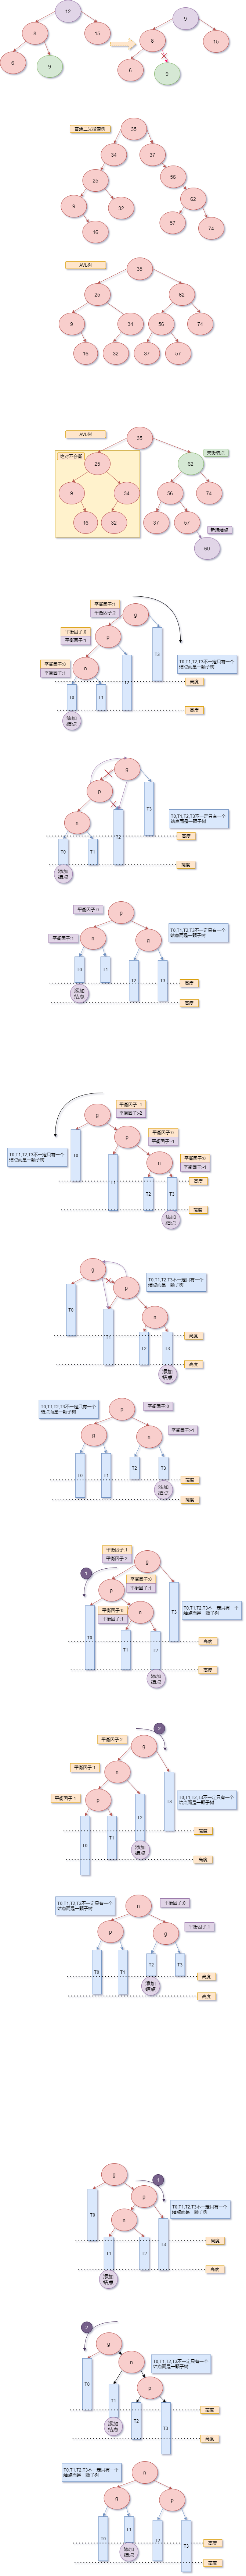 12
8
15
6
9
9
8
15
6
9
普通二叉搜索树
35
34
37
25
56
9
32
62
16
57
74
AVL树
35
25
62
9
34
56
74
16
32
37
57
AVL树
35
绝对不会重
25
62
失衡结点
9
34
56
74
16
32
37
57
新增结点
60
平衡因子:1
平衡因子:2
g
平衡因子:0
平衡因子:1
p
平衡因子:0
平衡因子:1
n
T0
T1
T2
T3
T0,T1,T2,T3不一定只有一个
结点而是一颗子树
高度
高度
添加
结点
g
p
n
T0
T1
T2
T3
T0,T1,T2,T3不一定只有一个
结点而是一颗子树
高度
高度
添加
结点
平衡因子:0
p
平衡因子:1
n
g
T0,T1,T2,T3不一定只有一个
结点而是一颗子树
T0
T1
T2
T3
高度
高度
添加
结点
平衡因子:-1
平衡因子:-2
g
平衡因子:0
平衡因子:-1
p
平衡因子:0
平衡因子:-1
n
T0,T1,T2,T3不一定只有一个
结点而是一颗子树
T0
T1
T2
T3
高度
高度
添加
结点
g
p
n
T0,T1,T2,T3不一定只有一个
结点而是一颗子树
T0
T1
T2
T3
高度
高度
添加
结点
T0,T1,T2,T3不一定只有一个
结点而是一颗子树
p
平衡因子:0
g
n
平衡因子:-1
T0
T1
T2
T3
高度
高度
添加
结点
平衡因子:1
平衡因子:2
g
1
平衡因子:0
平衡因子:-1
p
平衡因子:0
平衡因子:1
n
T0
T1
T2
T3
T0,T1,T2,T3不一定只有一个
结点而是一颗子树
高度
高度
添加
结点
2
平衡因子:2
g
平衡因子:1
n
平衡因子:1
p
T0
T1
T2
T3
T0,T1,T2,T3不一定只有一个
结点而是一颗子树
高度
高度
添加
结点
T0,T1,T2,T3不一定只有一个
结点而是一颗子树
n
平衡因子:0
p
g
平衡因子:1
T0
T1
T2
T3
高度
高度
添加
结点
g
1
p
n
T0
T1
T2
T3
T0,T1,T2,T3不一定只有一个
结点而是一颗子树
高度
高度
添加
结点
2
g
n
p
T0
T1
T2
T3
T0,T1,T2,T3不一定只有一个
结点而是一颗子树
高度
高度
添加
结点
T0,T1,T2,T3不一定只有一个
结点而是一颗子树
n
g
p
T0
T1
T2
T3
高度
高度
添加
结点